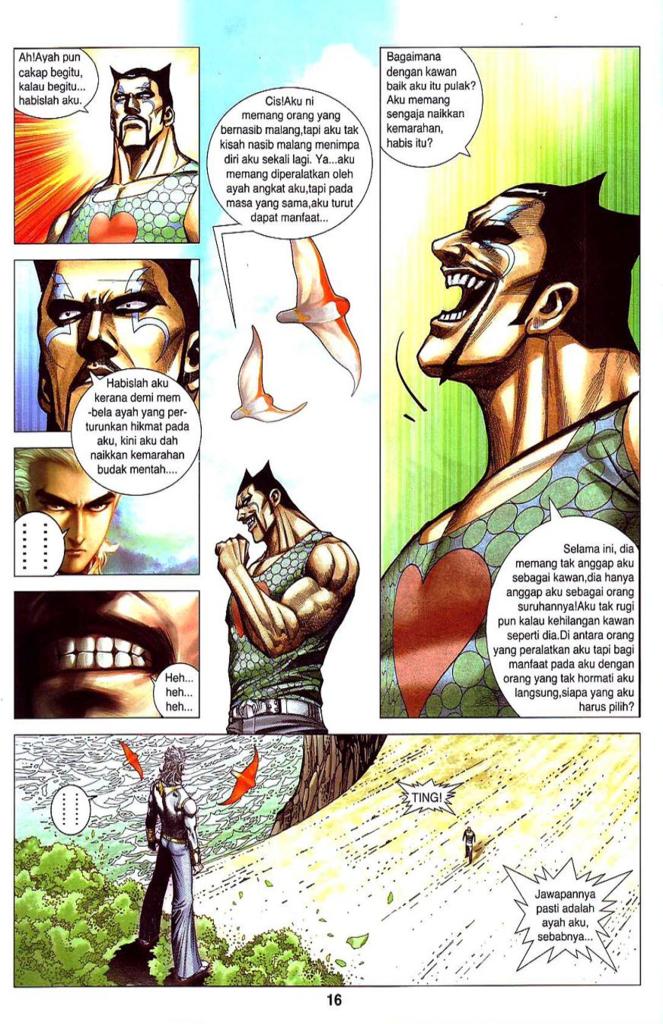 Ah!Ayah pun
cakap begitu,
kalau begitu...
habislah aku.
Habislah aku
kerana demi mem
-bela ayah yang per-
turunkan hikmat pada
aku, kini aku dah
naikkan kemarahan
budak mentah....
Heh...
heh...
heh...
Cis!Aku ni
memang orang yang
bernasib malang,tapi aku tak
kisah nasib malang menimpa
diri aku sekali lagi. Ya...aku
memang diperalatkan oleh
ayah angkat aku,tapi pada
masa yang sama,aku turut
dapat manfaat...
Bagaimana
dengan kawan
baik aku itu pulak?
Aku memang
sengaja naikkan
kemarahan,
habis itu?
Selama ini, dia
memang tak anggap aku
sebagai kawan,dia hanya
anggap aku sebagai orang
suruhannya!Aku tak rugi
pun kalau kehilangan kawan
seperti dia.Di antara orang
yang peralatkan aku tapi bagi
manfaat pada aku dengan
orang yang tak hormati aku
langsung,siapa yang aku
harus pilih?
TING!
Jawapannya
pasti adalah
ayah aku,
sebabnya...
16